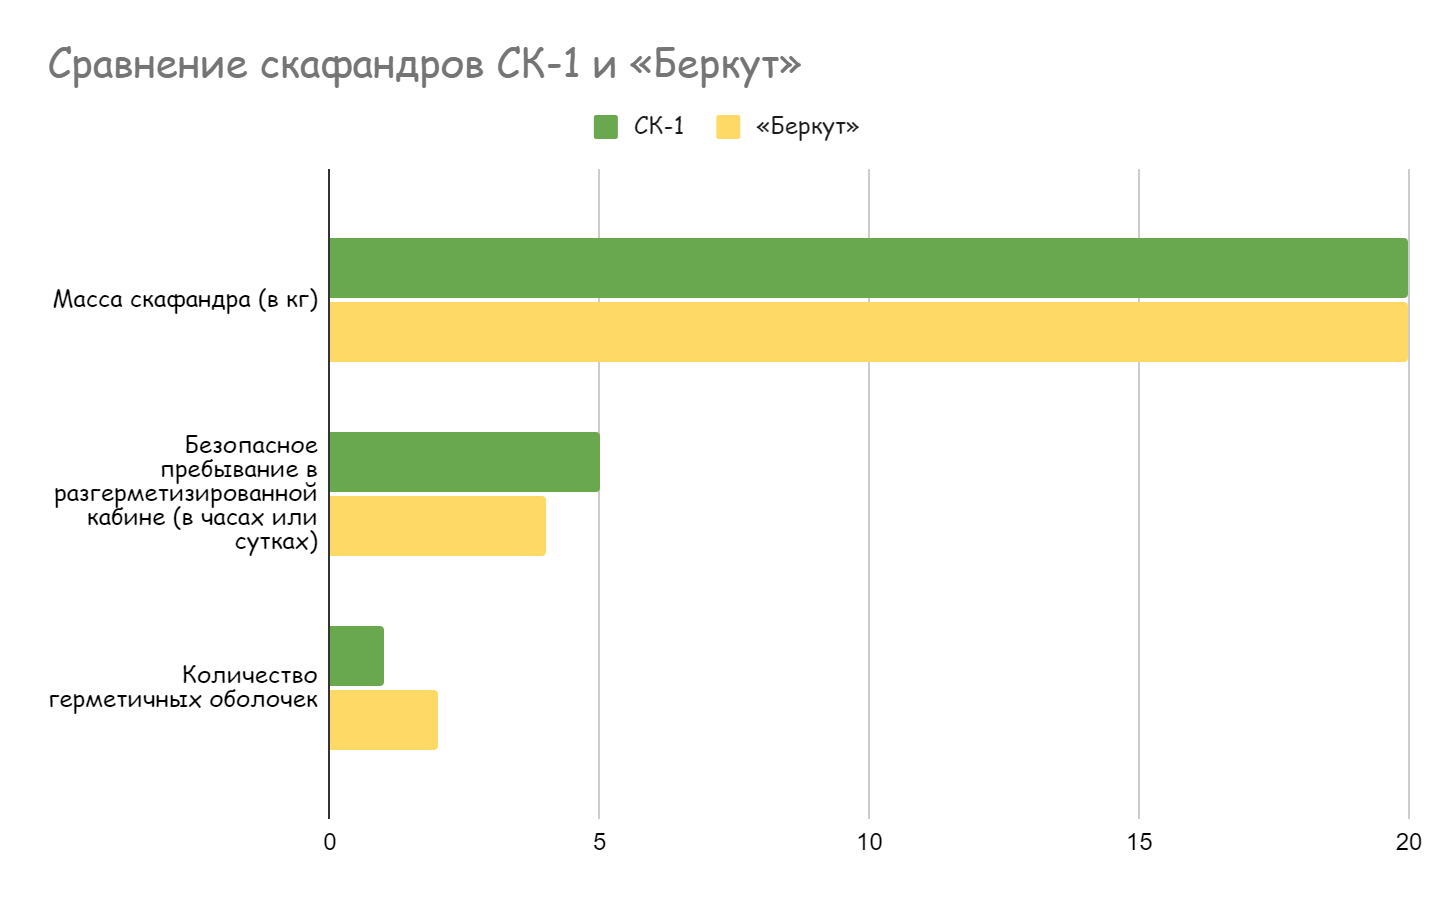 Сравнение скафандров СК-1 и «Беркут»
СК-1
«Беркут»
Масса скафандра (в кг)
Безопасное
пребывание в
разгерметизированной
кабине (в часах или
сутках)
Количество
герметичных оболочек
0
5
10
15
20